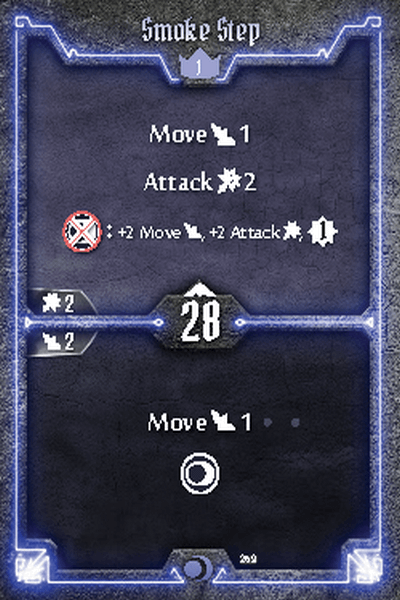 Smoke Step
1
Move 1
Attack 2
: +2 Move , +2 Attack , 1
2
28
2
Move 1